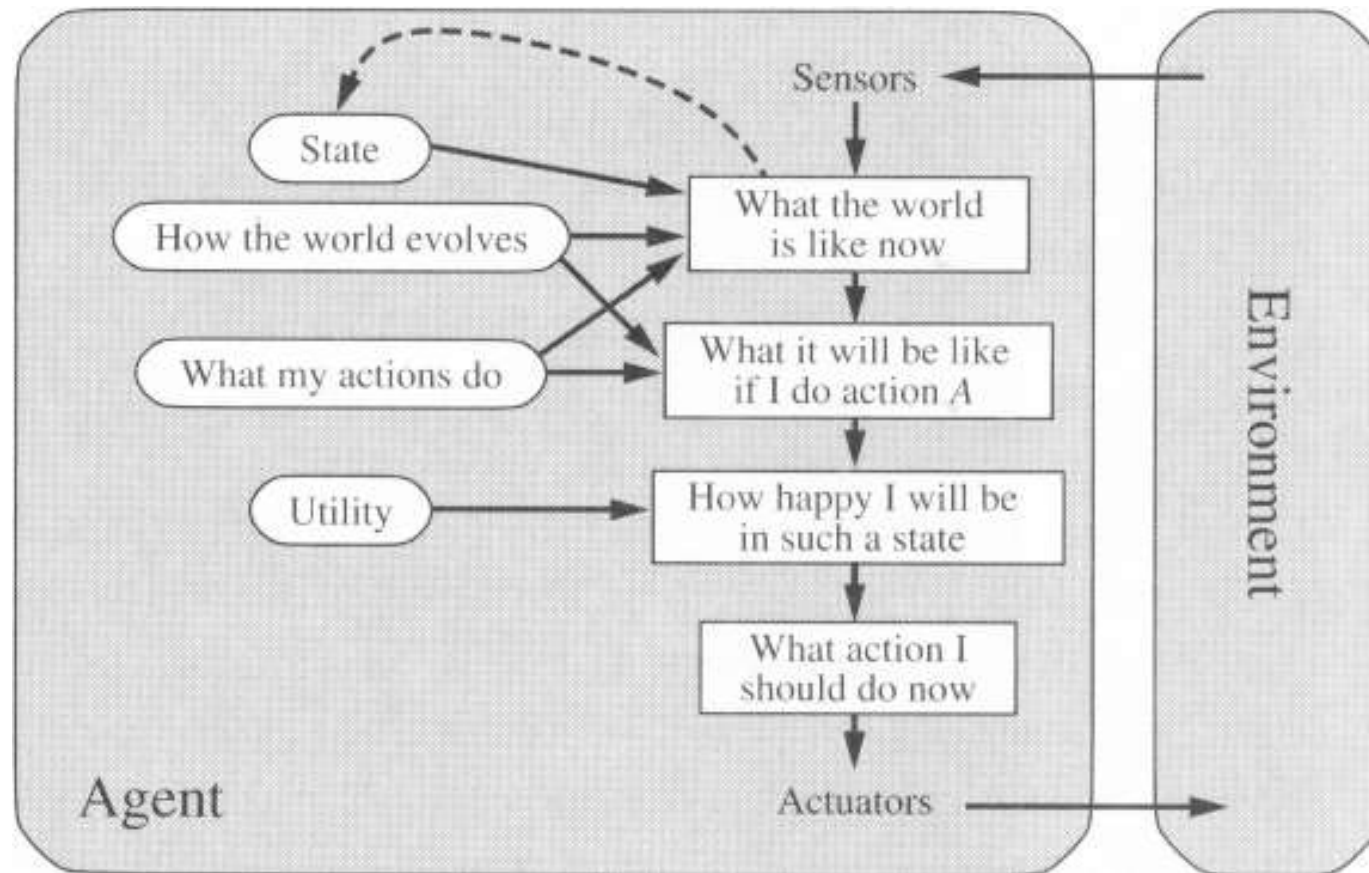 Sensors
State
What the world
is like now
How the world evolves
What it will be like
if I do action A
What my actions do
How happy I will be
in such a state
Utility
What action I
should do now
Agent
Actuators
Environment